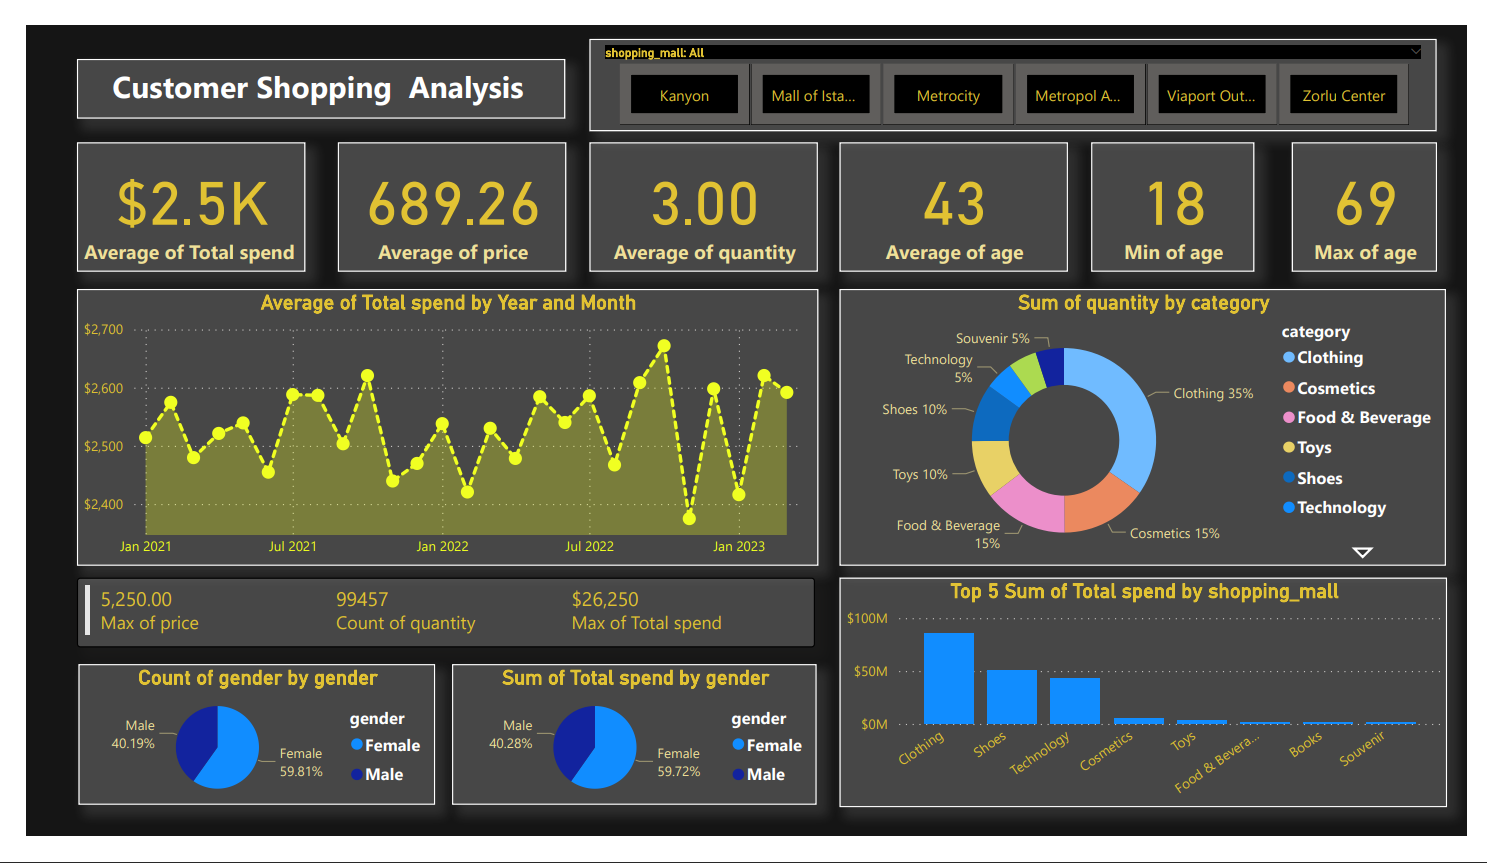 Customer Shopping  Analysis
shopping_mall: All
Kanyon
Mall of Ista...
Metrocity
Metropol A...
Viaport Out...
Zorlu Center
$2.5K
Average of Total spend
689.26
Average of price
3.00
Average of quantity
43
Average of age
18
Min of age
69
Max of age
Average of Total spend by Year and Month
$2,700
$2,600
$2,500
$2,400
Jan 2021
Jul 2021
Jan 2022
Jul 2022
Jan 2023
Sum of quantity by category
Souvenir 5%
Technology
5%
Shoes 10%
Toys 10%
Food & Beverage
15%
Cosmetics 15%
Clothing 35%
category
Clothing
Cosmetics
Food & Beverage
Toys
Shoes
Technology
5,250.00
Max of price
99457
Count of quantity
$26,250
Max of Total spend
Count of gender by gender
Male
40.19%
Female
59.81%
gender
Female
Male
Sum of Total spend by gender
Male
40.28%
Female
59.72%
gender
Female
Male
Top 5 Sum of Total spend by shopping_mall
$100M
$50M
$0M
Clothing
Shoes
Technology
Cosmetics
Toys
Food & Bevera...
Books
Souvenir